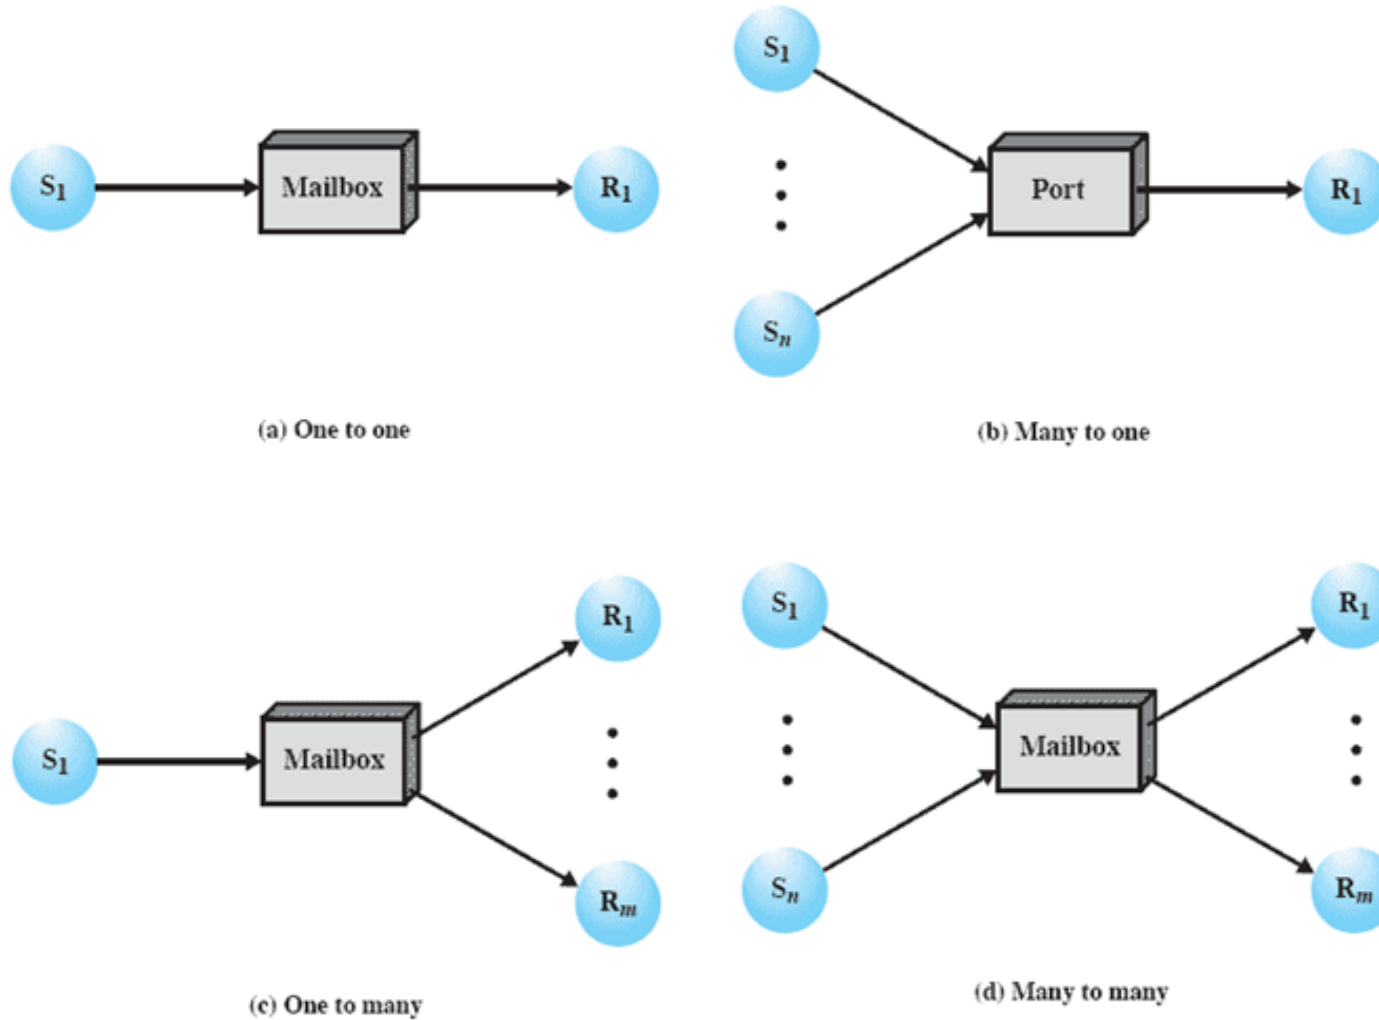 S1
Mailbox
R1
(a) One to one
S1
Sn
Port
R1
(b) Many to one
S1
Mailbox
R1
Rm
(c) One to many
S1
Sn
Mailbox
R1
Rm
(d) Many to many